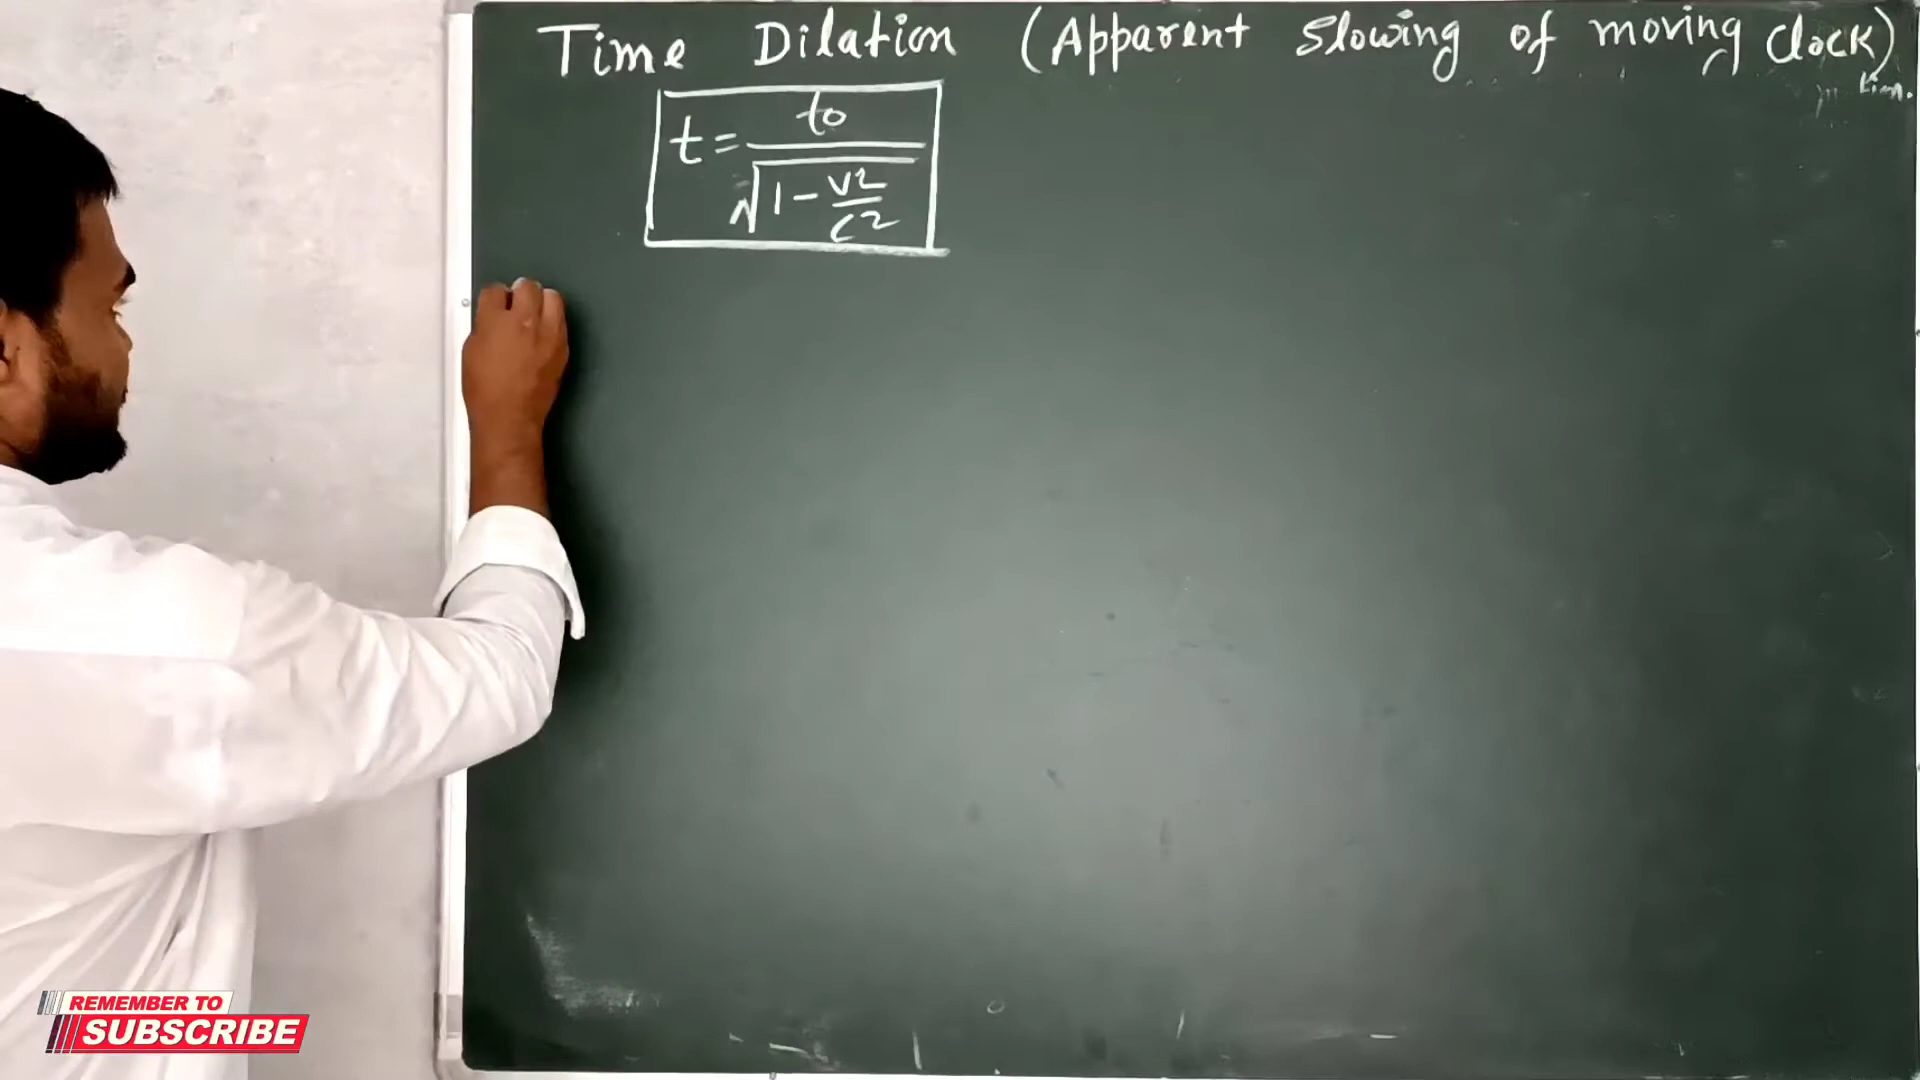 Time Dilation (Apparent slowing of moving clock)
t = to / √1 - v2/c2
REMEMBER TO
SUBSCRIBE